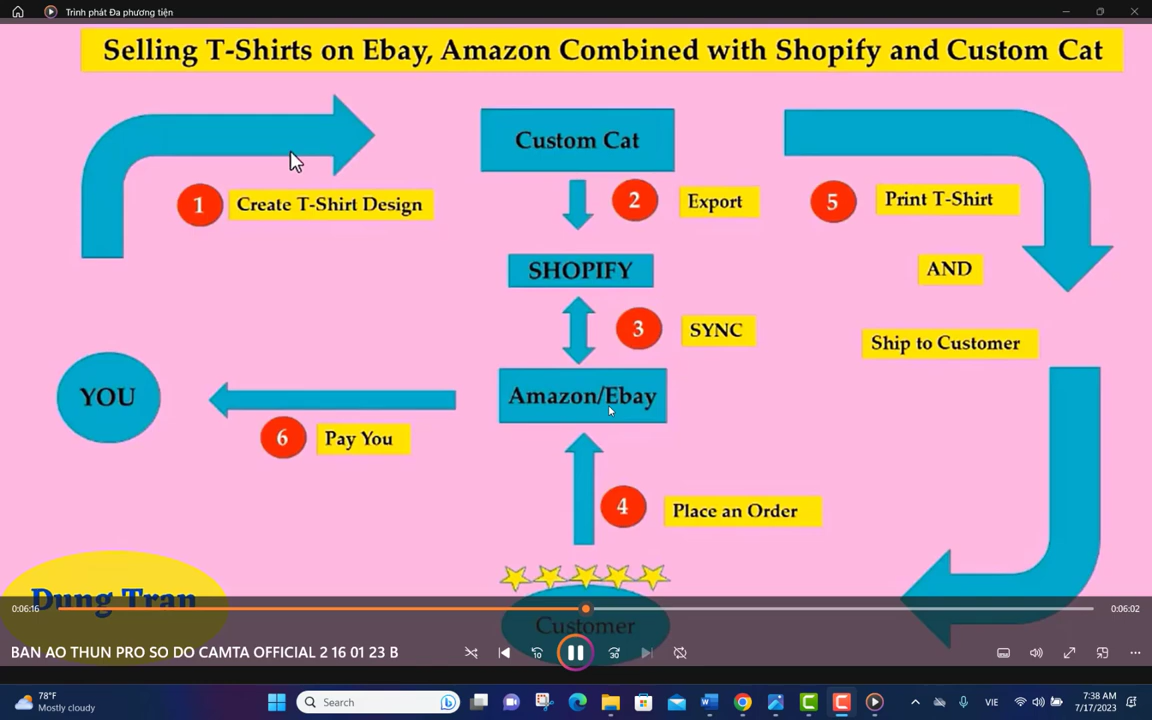 Trình phát Đa phương tiện
Selling T-Shirts on Ebay, Amazon Combined with Shopify and Custom Cat
Custom Cat
1 Create T-Shirt Design
2 Export
5 Print T-Shirt
SHOPIFY
AND
3 SYNC
Ship to Customer
YOU
Amazon/Ebay
6 Pay You
4 Place an Order
Dung Tran
0:06:16
0:06:02
Customer
BAN AO THUN PRO SO DO CAMTA OFFICIAL 2 16 01 23 B
10
30
78°F
Mostly cloudy
Search
VIE
7:38 AM
7/17/2023